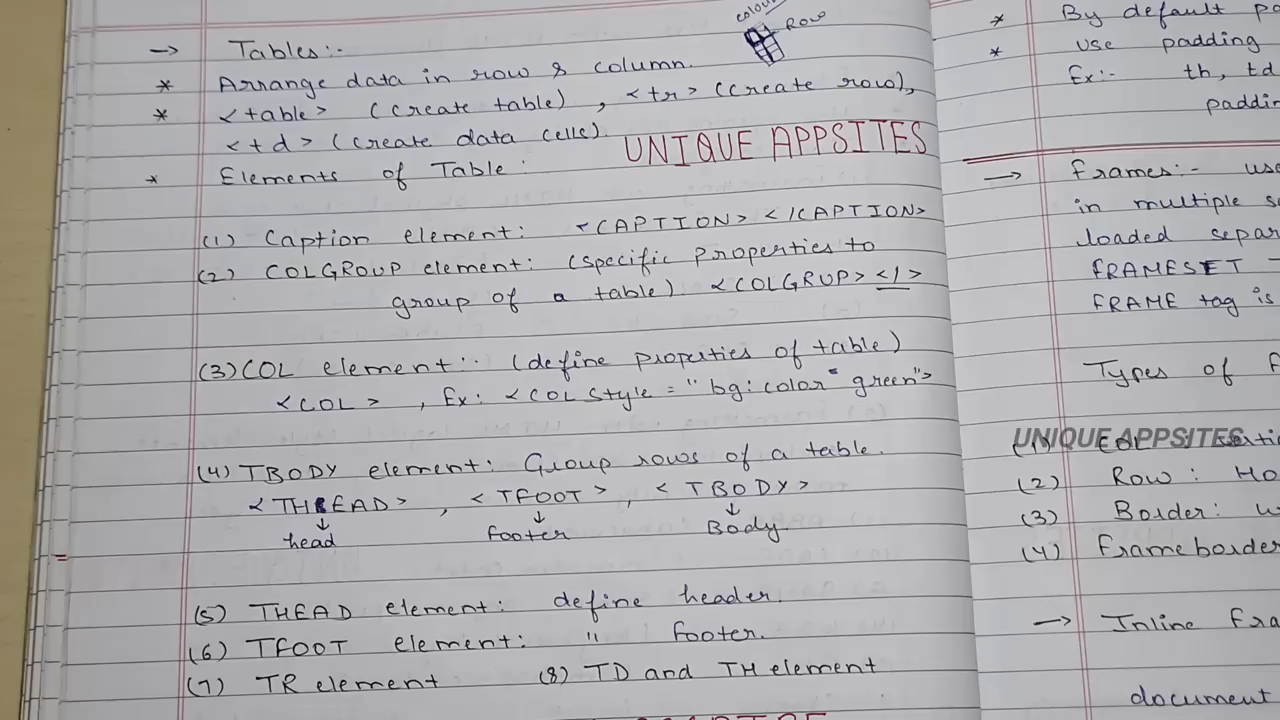 colou
Row
→ Tables:-
* Arrange data in row & column.
* <table> (create table), <tr> (create row),
<td> (create data cells)
UNIQUE APPSITES
* Elements of Table:
(1) Caption element: <CAPTION> </CAPTION>
(2) COLGROUP element: (specific properties to
group of a table) <COLGRUP> </>
(3) COL element:- (define properties of table)
<COL>, Ex: <COL style = "bg:color" green">
(4) TBODY element: Group rows of a table.
<THEAD>, <TFOOT>, <TBODY>
↓ ↓ ↓
head footer Body.
(5) THEAD element: define header.
(6) TFOOT element: " footer.
(7) TR element (8) TD and TH element
* By default pa
* use padding
Ex:- th, td
paddin
→ Frames:- use
in multiple s
loaded separ
FRAMESET
FRAME tag is
Types of F
UNIQUE APPSITES
(1)
(2) Row: Ho
(3) Border: w
(4) Frameborder
→ Inline Fra
document